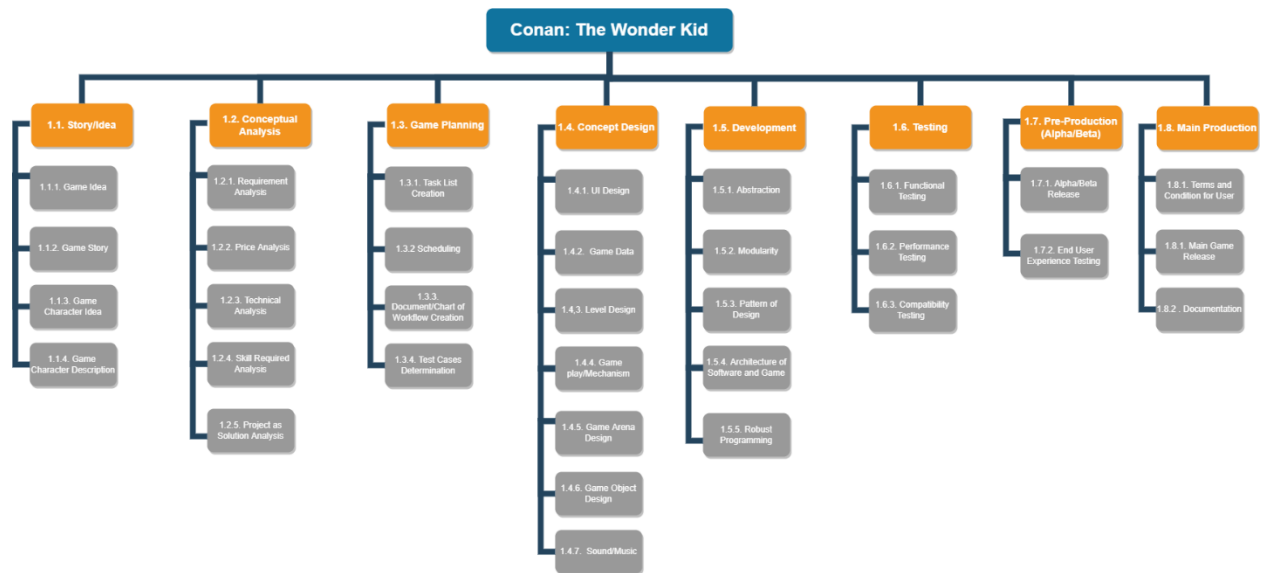 Conan: The Wonder Kid
1.1. Story/Idea
1.1.1. Game Idea
1.1.2. Game Story
1.1.3. Game
Character Idea
1.1.4. Game
Character Description
1.2. Conceptual
Analysis
1.2.1. Requirement
Analysis
1.2.2. Price Analysis
1.2.3. Technical
Analysis
1.2.4. Skill Required
Analysis
1.2.5. Project as
Solution Analysis
1.3. Game Planning
1.3.1. Task List
Creation
1.3.2 Scheduling
1.3.3.
Document/Chart of
Workflow Creation
1.3.4. Test Cases
Determination
1.4. Concept Design
1.4.1. UI Design
1.4.2. Game Data
1.4,3. Level Design
1.4.4. Game
play/Mechanism
1.4.5. Game Arena
Design
1.4.6. Game Object
Design
1.4.7. Sound/Music
1.5. Development
1.5.1. Abstraction
1.5.2. Modularity
1.5.3. Pattern of
Design
1.5.4. Architecture of
Software and Game
1.5.5. Robust
Programming
1.6. Testing
1.6.1. Functional
Testing
1.6.2. Performance
Testing
1.6.3. Compatibility
Testing
1.7. Pre-Production
(Alpha/Beta)
1.7.1. Alpha/Beta
Release
1.7.2. End User
Experience Testing
1.8. Main Production
1.8.1. Terms and
Condition for User
1.8.1. Main Game
Release
1.8.2 . Documentation